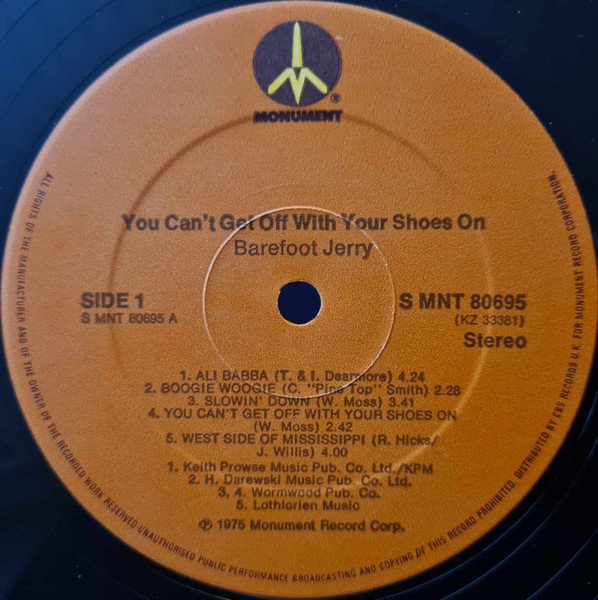 MONUMENT ®
You Can't Get Off With Your Shoes On
Barefoot Jerry
SIDE 1
S MNT 80695 A
S MNT 80695
(KZ 33381)
Stereo
1. ALI BABBA (T. & I. Dearmore) 4.24
2. BOOGIE WOOGIE (C. "Pine Top" Smith) 2.28
3. SLOWIN' DOWN (W. Moss) 3.41
4. YOU CAN'T GET OFF WITH YOUR SHOES ON
(W. Moss) 2.42
5. WEST SIDE OF MISSISSIPPI (R. Hicks/
J. Willis) 4.00
1. Keith Prowse Music Pub. Co. Ltd./KPM
2. H. Darewski Music Pub. Co. Ltd.
3, 4. Wormwood Pub. Co.
5. Lothlorien Music
℗ 1975 Monument Record Corp.
ALL RIGHTS OF THE MANUFACTURER AND OF THE OWNER OF THE RECORDED WORK RESERVED UNAUTHORISED PUBLIC PERFORMANCE BROADCASTING AND COPYING OF THIS RECORD PROHIBITED. DISTRIBUTED BY CBS RECORDS U.K. FOR MONUMENT RECORD CORPORATION.